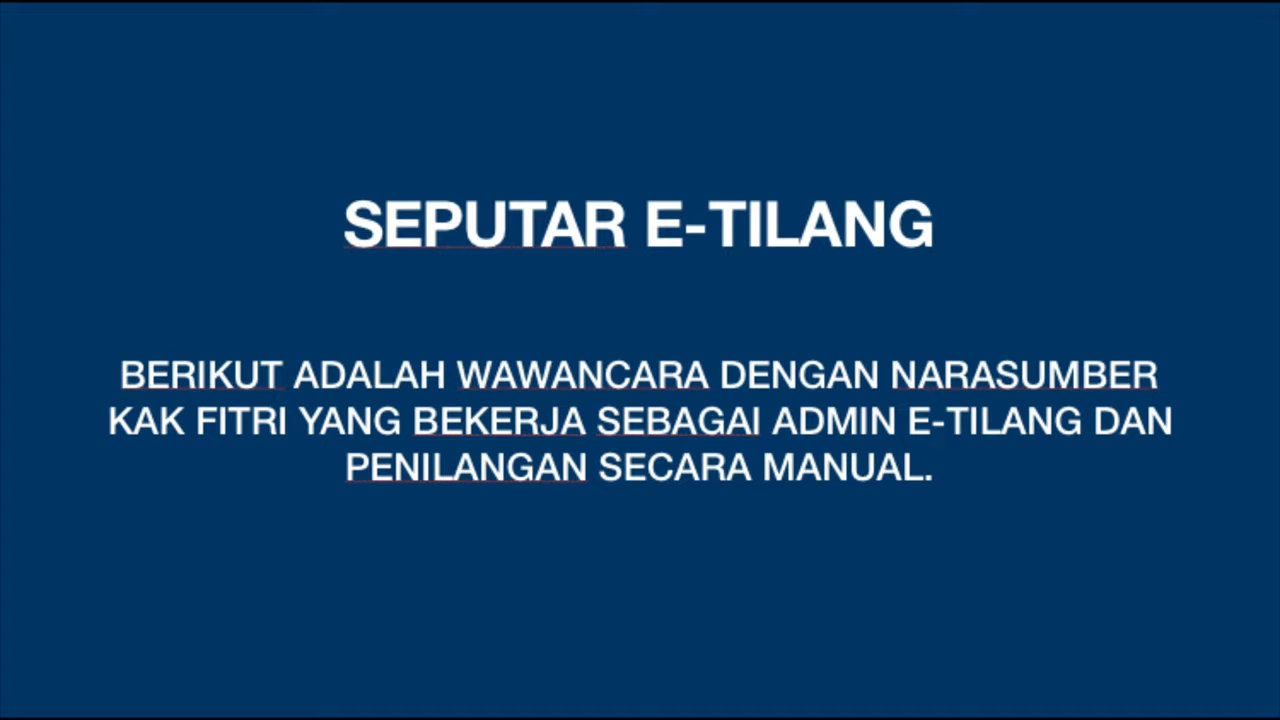 SEPUTAR E-TILANG
BERIKUT ADALAH WAWANCARA DENGAN NARASUMBER
KAK FITRI YANG BEKERJA SEBAGAI ADMIN E-TILANG DAN
PENILANGAN SECARA MANUAL.